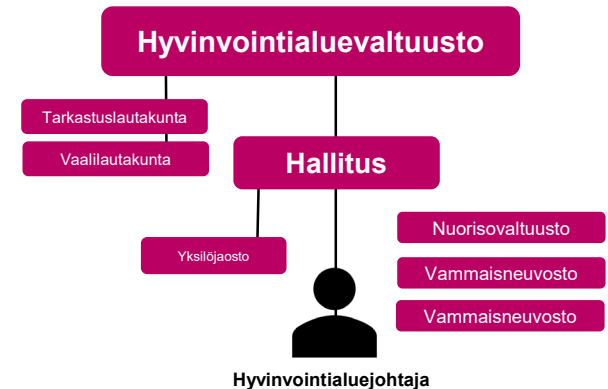 Hyvinvointialuevaltuusto
Tarkastuslautakunta
Vaalilautakunta
Hallitus
Yksilöjaosto
Nuorisovaltuusto
Vammaisneuvosto
Vammaisneuvosto
Hyvinvointialuejohtaja